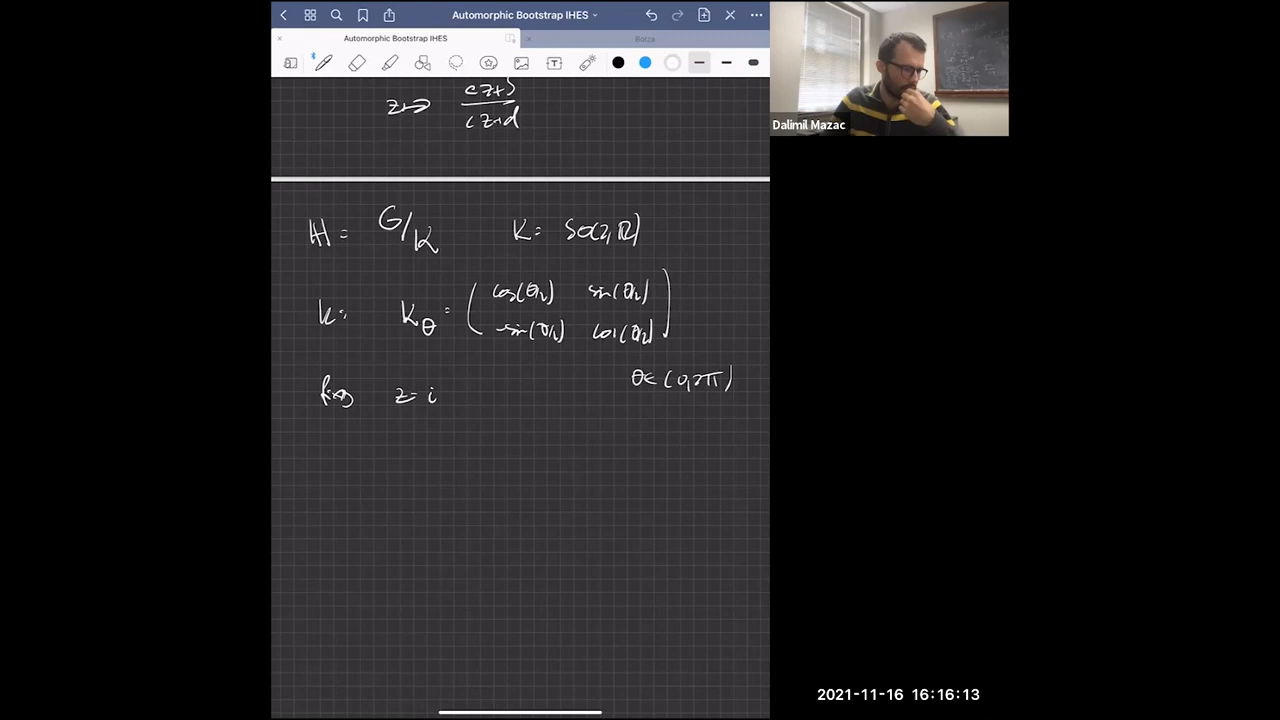 Automorphic Bootstrap IHES
Automorphic Bootstrap IHES
Bolza
z ↦ az+b / cz+d
Dalimil Mazac
H = G/K K = SO(2,R)
K: K_θ = ( cos(θ/2) sin(θ/2)
-sin(θ/2) cos(θ/2) )
θ∈(0,2π)
fixes z=i
2021-11-16 16:16:13